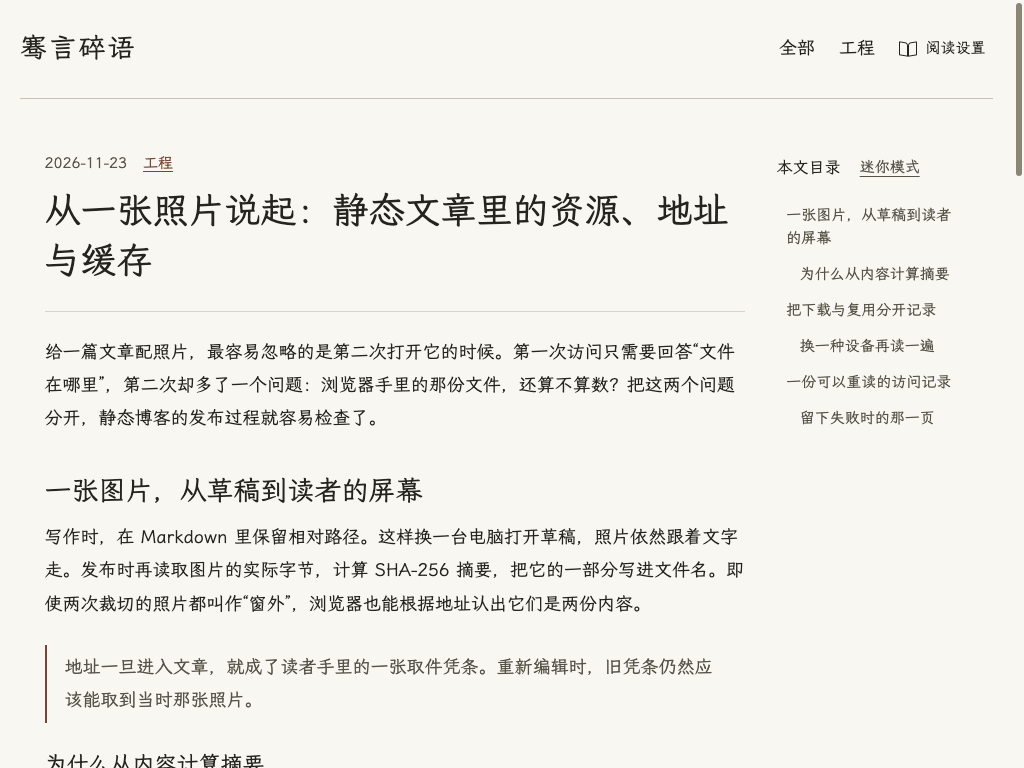 骞言碎语
全部 工程 阅读设置
2026-11-23 工程
从一张照片说起：静态文章里的资源、地址
与缓存
给一篇文章配照片，最容易忽略的是第二次打开它的时候。第一次访问只需要回答“文件
在哪里”，第二次却多了一个问题：浏览器手里的那份文件，还算不算数？把这两个问题
分开，静态博客的发布过程就容易检查了。
一张图片，从草稿到读者的屏幕
写作时，在 Markdown 里保留相对路径。这样换一台电脑打开草稿，照片依然跟着文字
走。发布时再读取图片的实际字节，计算 SHA-256 摘要，把它的一部分写进文件名。即
使两次裁切的照片都叫作“窗外”，浏览器也能根据地址认出它们是两份内容。
地址一旦进入文章，就成了读者手里的一张取件凭条。重新编辑时，旧凭条仍然应
该能取到当时那张照片。
为什么从内容计算摘要
本文目录 迷你模式
一张图片，从草稿到读者
的屏幕
为什么从内容计算摘要
把下载与复用分开记录
换一种设备再读一遍
一份可以重读的访问记录
留下失败时的那一页